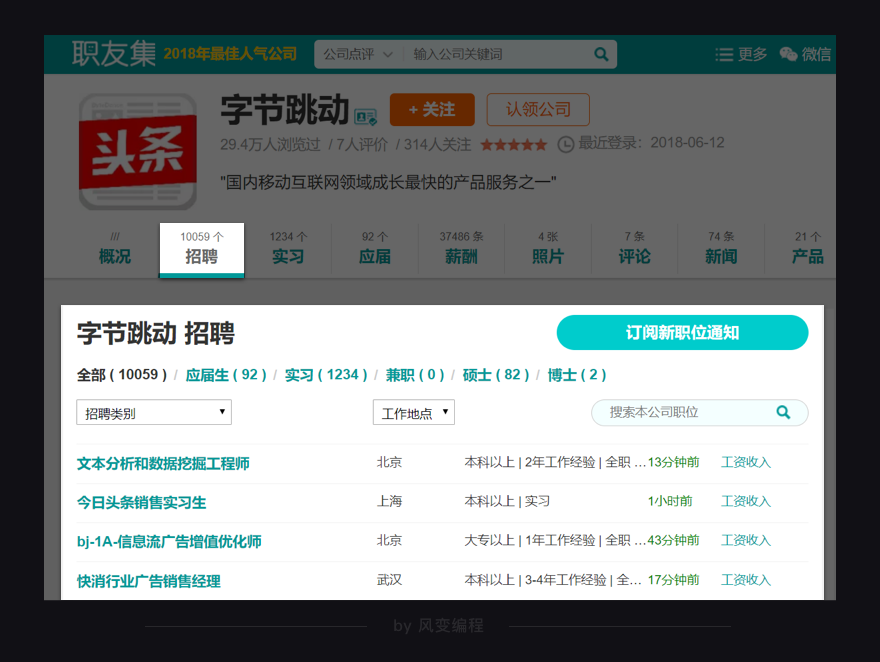 职友集 2018年最佳人气公司 公司点评 输入公司关键词 更多 微信
头条
字节跳动 + 关注 认领公司
29.4万人浏览过 / 7人评价 / 314人关注 ★★★★★ 最近登录: 2018-06-12
"国内移动互联网领域成长最快的产品服务之一"
/// 10059 个 1234 个 92 个 37486 条 4 张 7 条 74 条 21 个
概况 招聘 实习 应届 薪酬 照片 评论 新闻 产品
字节跳动 招聘 订阅新职位通知
全部 ( 10059 ) / 应届生 ( 92 ) / 实习 ( 1234 ) / 兼职 ( 0 ) / 硕士 ( 82 ) / 博士 ( 2 )
招聘类别 工作地点 搜索本公司职位
文本分析和数据挖掘工程师 北京 本科以上 | 2年工作经验 | 全职 ... 13分钟前 工资收入
今日头条销售实习生 上海 本科以上 | 实习 1小时前 工资收入
bj-1A-信息流广告增值优化师 北京 大专以上 | 1年工作经验 | 全职 ... 43分钟前 工资收入
快消行业广告销售经理 武汉 本科以上 | 3-4年工作经验 | 全... 17分钟前 工资收入
by 风变编程